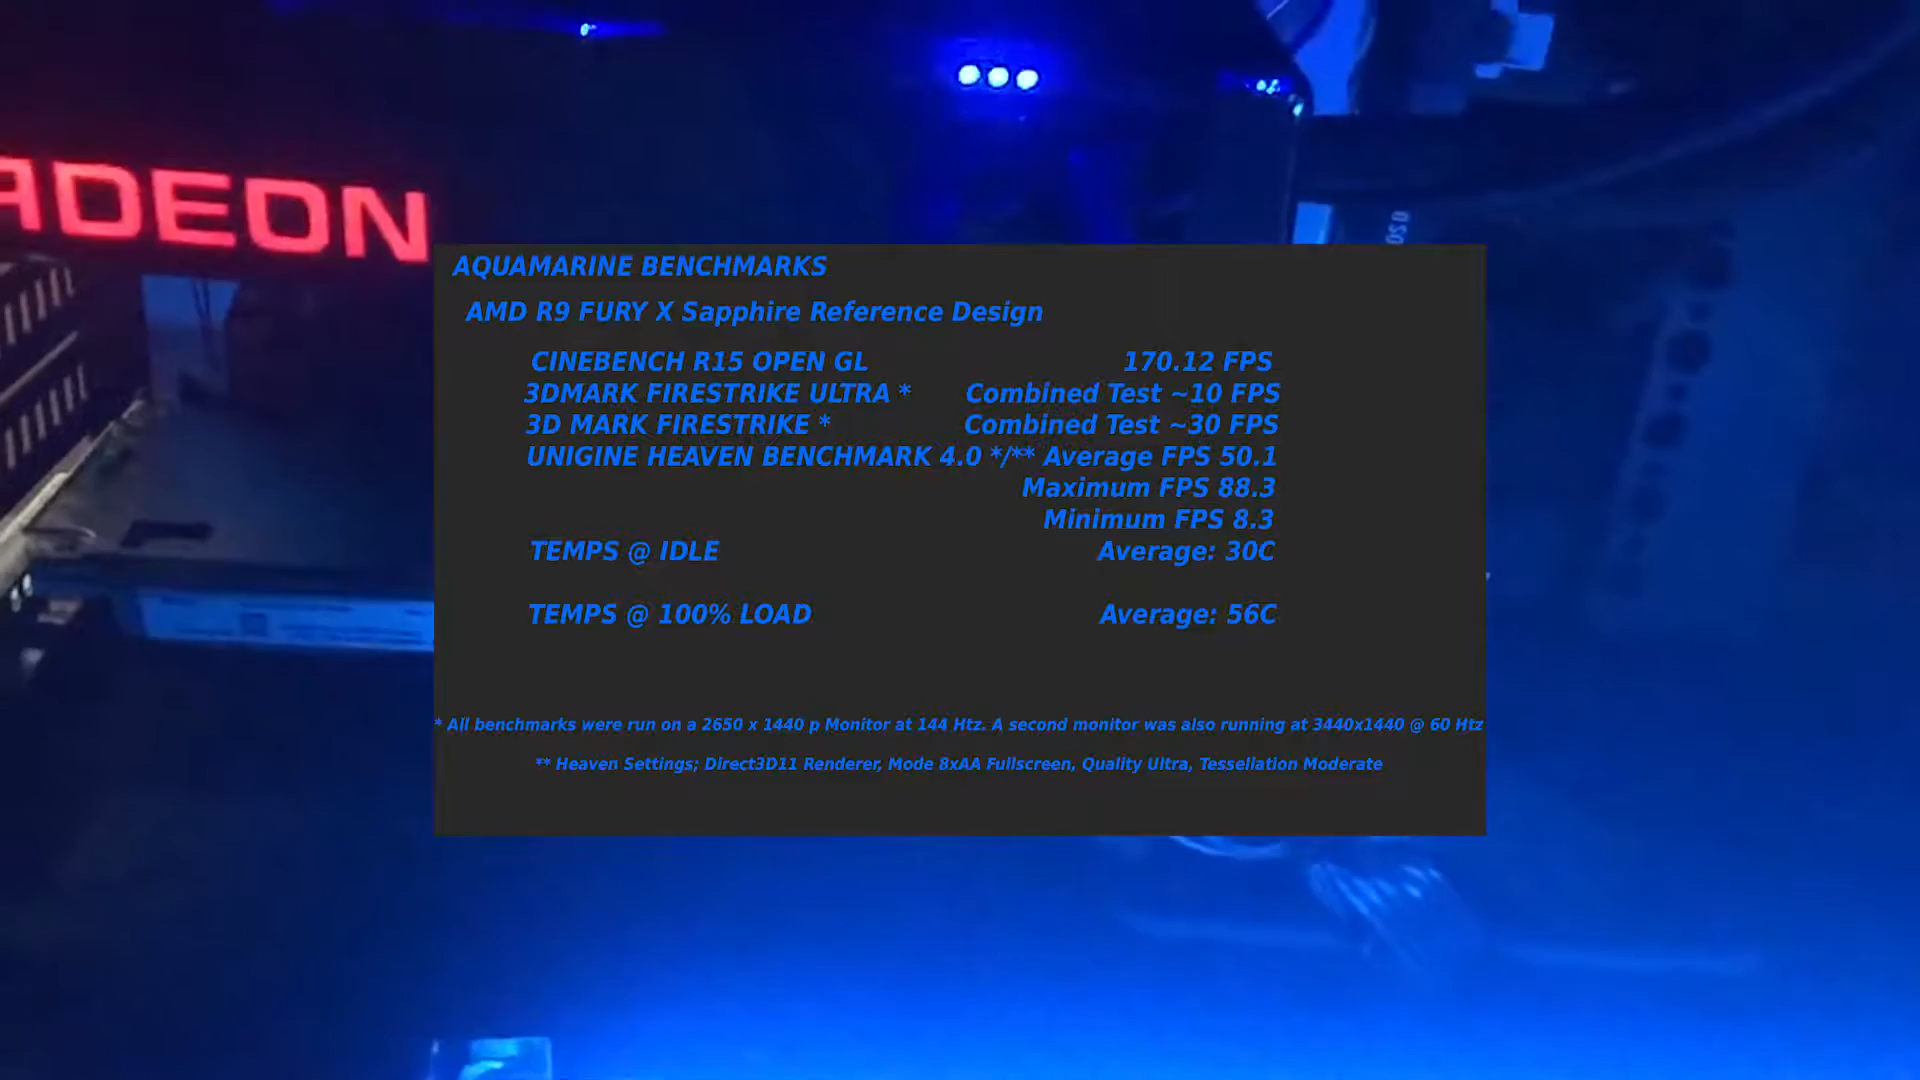 ADEON
AQUAMARINE BENCHMARKS
AMD R9 FURY X Sapphire Reference Design
CINEBENCH R15 OPEN GL 170.12 FPS
3DMARK FIRESTRIKE ULTRA * Combined Test ~10 FPS
3D MARK FIRESTRIKE * Combined Test ~30 FPS
UNIGINE HEAVEN BENCHMARK 4.0 */** Average FPS 50.1
Maximum FPS 88.3
Minimum FPS 8.3
TEMPS @ IDLE Average: 30C
TEMPS @ 100% LOAD Average: 56C
* All benchmarks were run on a 2650 x 1440 p Monitor at 144 Htz. A second monitor was also running at 3440x1440 @ 60 Htz
** Heaven Settings; Direct3D11 Renderer, Mode 8xAA Fullscreen, Quality Ultra, Tessellation Moderate